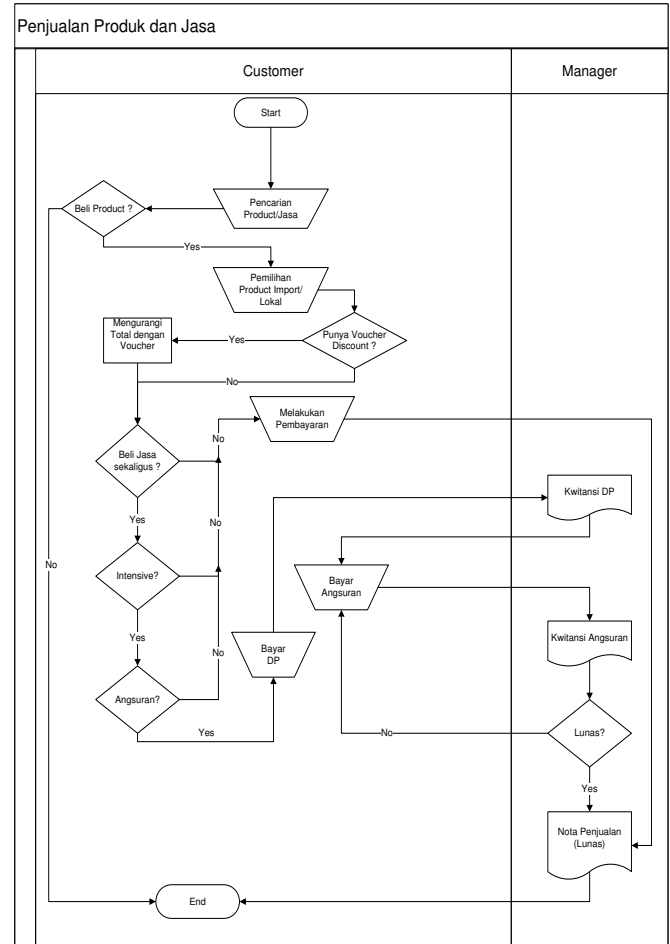 Penjualan Produk dan Jasa
Customer
Manager
Start
Pencarian
Product/Jasa
Beli Product ?
Yes
Pemilihan
Product Import/
Lokal
Mengurangi
Total dengan
Voucher
Yes
Punya Voucher
Discount ?
No
Melakukan
Pembayaran
No
Beli Jasa
sekaligus ?
Kwitansi DP
Yes
No
No
Intensive?
Bayar
Angsuran
Yes
No
Bayar
DP
Kwitansi Angsuran
Angsuran?
Yes
No
Lunas?
Yes
Nota Penjualan
(Lunas)
End